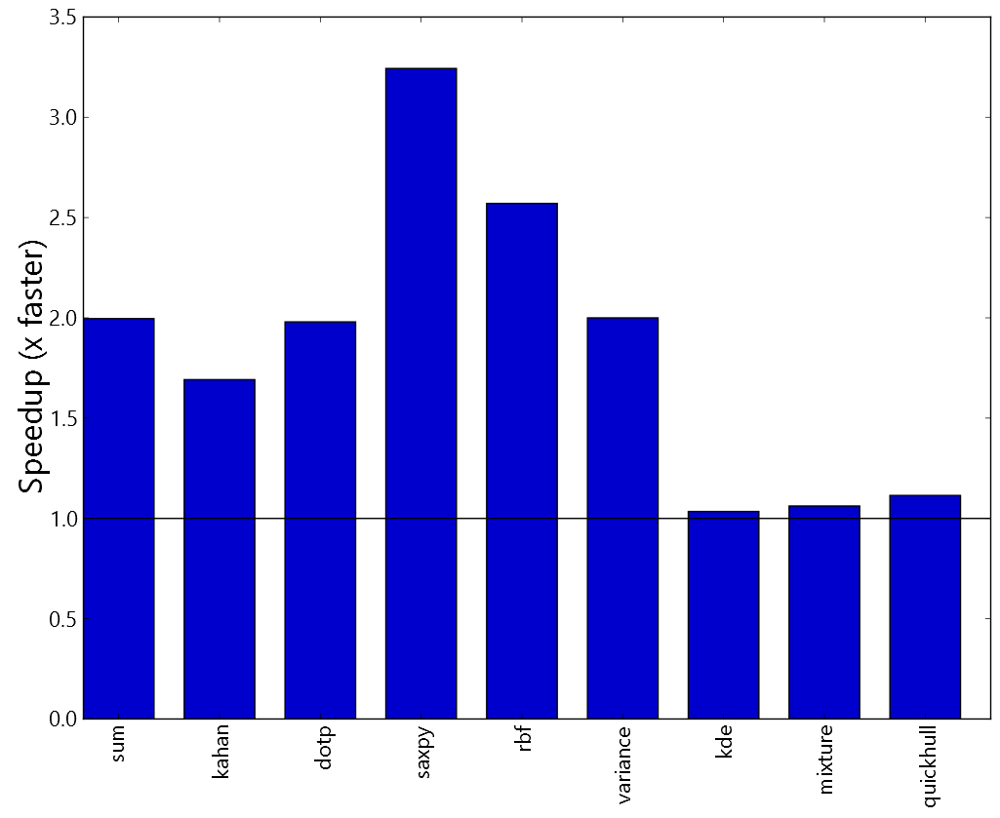 3.5
3.0
2.5
2.0
1.5
1.0
0.5
0.0
Speedup (x faster)
sum
kahan
dotp
saxpy
rbf
variance
kde
mixture
quickhull